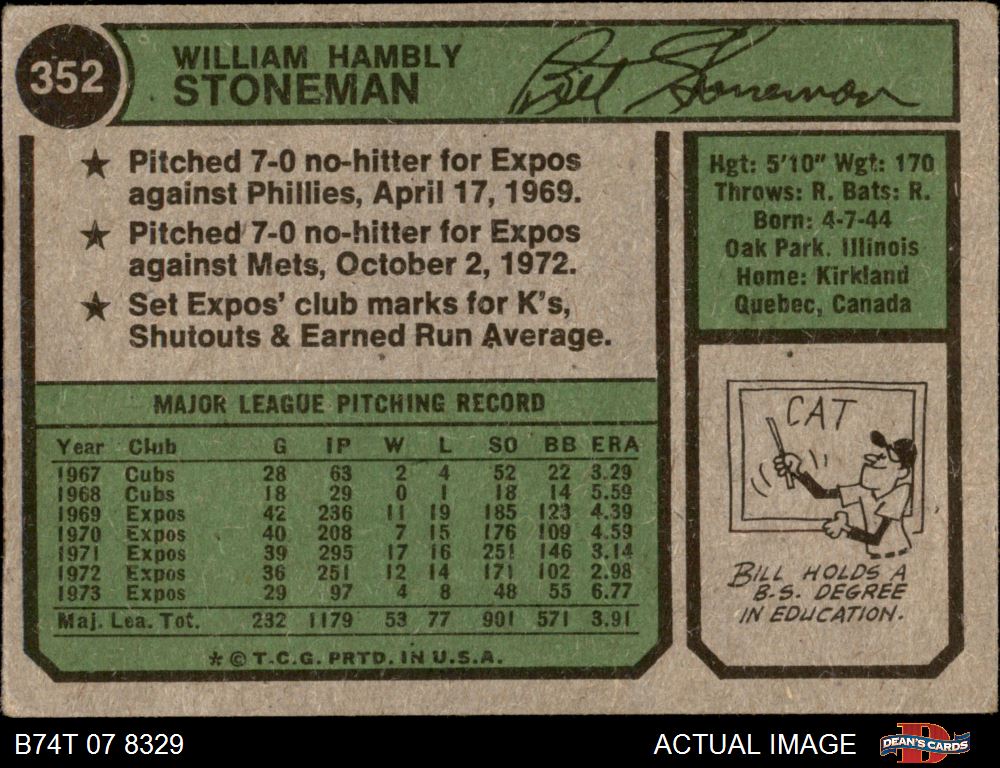 352
WILLIAM HAMBLY
STONEMAN
Bill Stoneman
★ Pitched 7-0 no-hitter for Expos
against Phillies, April 17, 1969.
★ Pitched 7-0 no-hitter for Expos
against Mets, October 2, 1972.
★ Set Expos' club marks for K's,
Shutouts & Earned Run Average.
Hgt: 5'10" Wgt: 170
Throws: R. Bats: R.
Born: 4-7-44
Oak Park. Illinois
Home: Kirkland
Quebec, Canada
MAJOR LEAGUE PITCHING RECORD
Year Club G IP W L SO BB ERA
1967 Cubs 28 63 2 4 52 22 3.29
1968 Cubs 18 29 0 1 18 14 5.59
1969 Expos 42 236 11 19 185 123 4.39
1970 Expos 40 208 7 15 176 109 4.59
1971 Expos 39 295 17 16 251 146 3.14
1972 Expos 36 251 12 14 171 102 2.98
1973 Expos 29 97 4 8 48 55 6.77
Maj. Lea. Tot. 232 1179 53 77 901 571 3.91
* © T.C.G. PRTD. IN U.S.A.
CAT
BILL HOLDS A
B.S. DEGREE
IN EDUCATION.
B74T 07 8329
ACTUAL IMAGE
DEAN'S CARDS